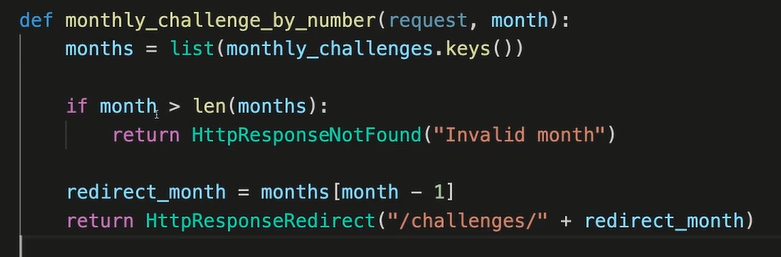 def monthly_challenge_by_number(request, month):
months = list(monthly_challenges.keys())
if month > len(months):
return HttpResponseNotFound("Invalid month")
redirect_month = months[month - 1]
return HttpResponseRedirect("/challenges/" + redirect_month)